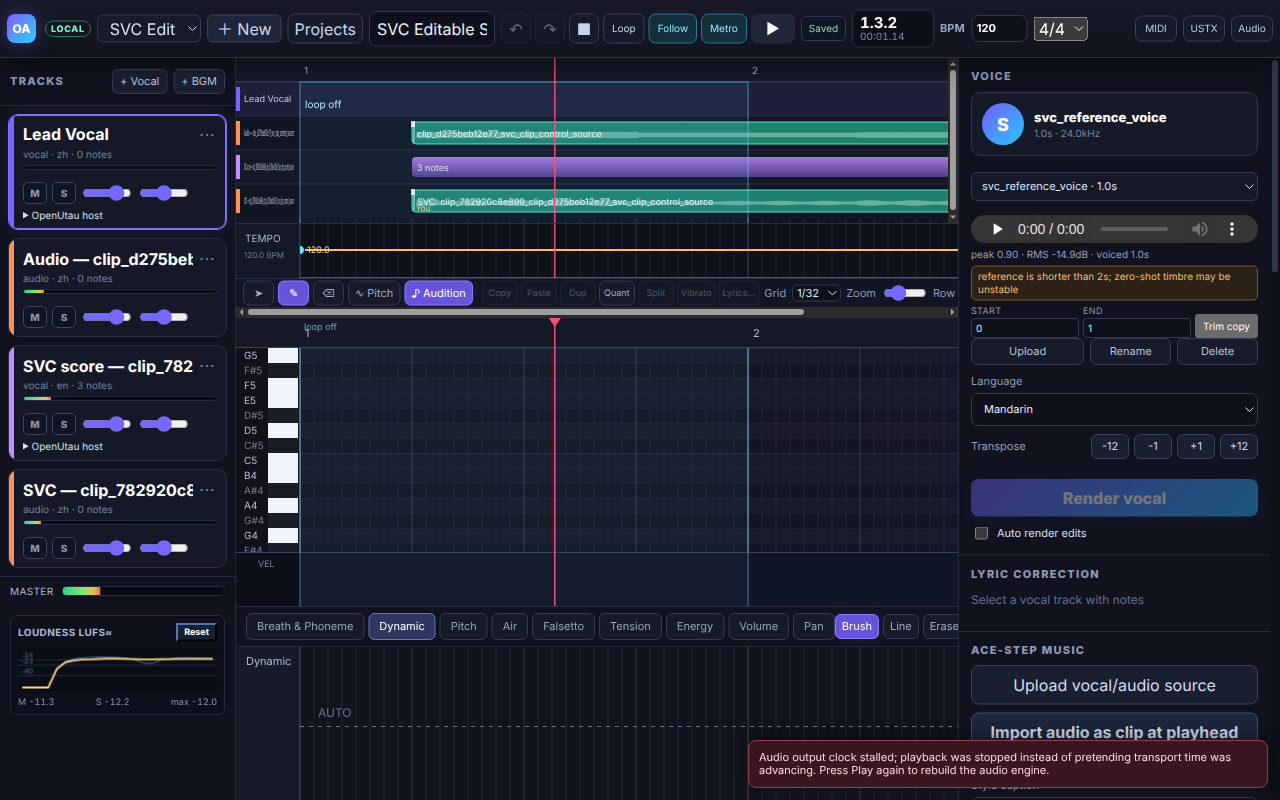 OA LOCAL SVC Edit + New Projects SVC Editable S Loop Follow Metro Saved 1.3.2 00:01.14 BPM 120 4/4 MIDI USTX Audio
TRACKS + Vocal + BGM
Lead Vocal ...
vocal · zh · 0 notes
M S
OpenUtau host
Audio — clip_d275beb ...
audio · zh · 0 notes
M S
SVC score — clip_782 ...
vocal · en · 3 notes
M S
OpenUtau host
SVC — clip_782920c8 ...
audio · zh · 0 notes
M S
MASTER
LOUDNESS LUFS≈ Reset
-14
-23
-40
M -11.3 S -12.2 max -12.0
1 2
Lead Vocal
loop off
clip_d275beb12e77_svc_clip_control_source
3 notes
SVC: clip_782920c8e899_clip_d275beb12e77_svc_clip_control_source
You
TEMPO
120.0 BPM
120.0
Pitch Audition Copy Paste Dup Quant Split Vibrato Lyrics... Grid 1/32 Zoom Row
loop off
1 2
G5
F#5
F5
E5
D#5
D5
C#5
C5
B4
A#4
A4
G#4
G4
F#4
VEL
Breath & Phoneme Dynamic Pitch Air Falsetto Tension Energy Volume Pan Brush Line Erase
Dynamic
AUTO
VOICE
S
svc_reference_voice
1.0s · 24.0kHz
svc_reference_voice · 1.0s
0:00 / 0:00
peak 0.90 · RMS -14.9dB · voiced 1.0s
reference is shorter than 2s; zero-shot timbre may be
unstable
START END
0 1 Trim copy
Upload Rename Delete
Language
Mandarin
Transpose -12 -1 +1 +12
Render vocal
Auto render edits
LYRIC CORRECTION
Select a vocal track with notes
ACE-STEP MUSIC
Upload vocal/audio source
Import audio as clip at playhead
Audio output clock stalled; playback was stopped instead of pretending transport time was
advancing. Press Play again to rebuild the audio engine.